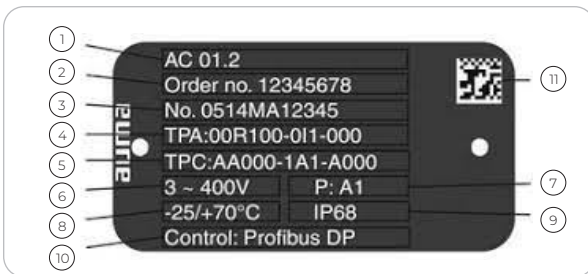 1 AC 01.2
2 Order no. 12345678
3 No. 0514MA12345
4 TPA:00R100-0I1-000
5 TPC:AA000-1A1-A000
6 3 ~ 400V P: A1 7
8 -25/+70°C IP68 9
10 Control: Profibus DP
11
auma